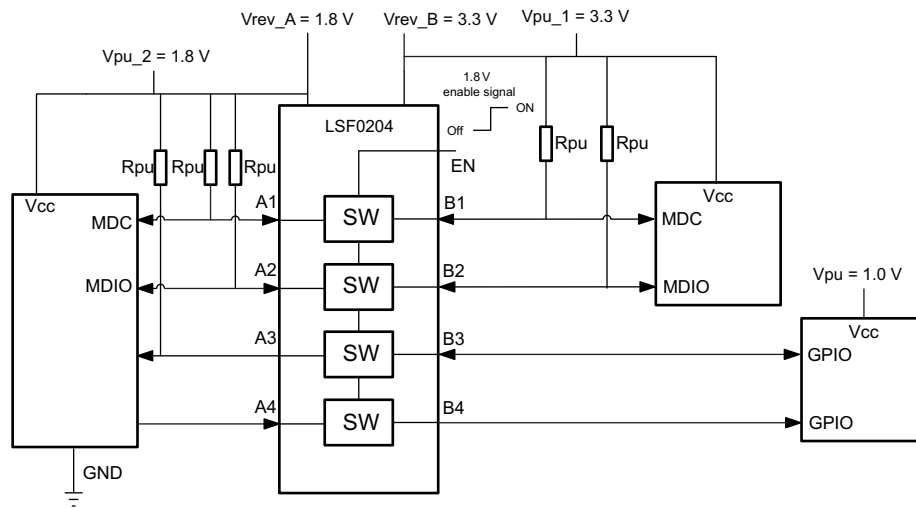 Vrev_A = 1.8 V
Vrev_B = 3.3 V
Vpu_1 = 3.3 V
Vpu_2 = 1.8 V
1.8 V
enable signal
ON
Off
LSF0204
EN
Rpu
Rpu
Rpu
Rpu
Rpu
Vcc
MDC
MDIO
GND
A1
A2
A3
A4
SW
SW
SW
SW
B1
B2
B3
B4
Vcc
MDC
MDIO
Vpu = 1.0 V
Vcc
GPIO
GPIO